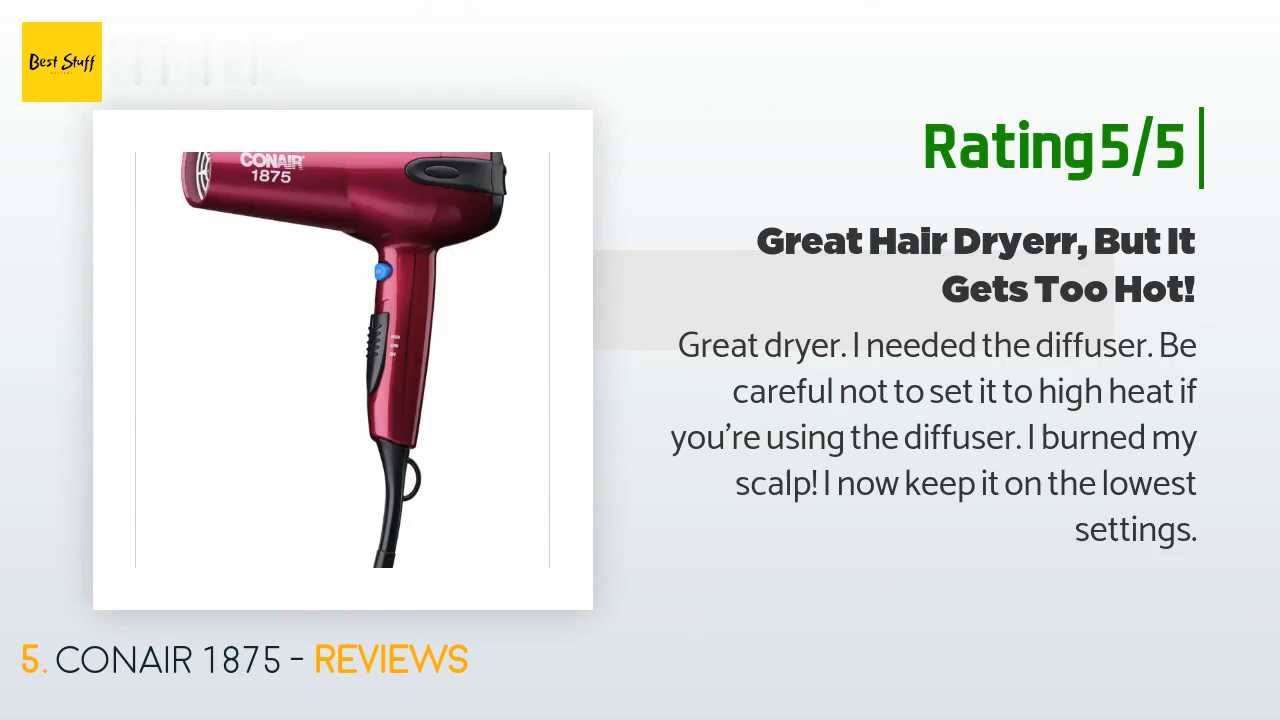 Best Stuff
CONAIR
1875
Rating 5/5
Great Hair Dryerr, But It
Gets Too Hot!
Great dryer. I needed the diffuser. Be
careful not to set it to high heat if
you're using the diffuser. I burned my
scalp! I now keep it on the lowest
settings.
5. CONAIR 1875 - REVIEWS